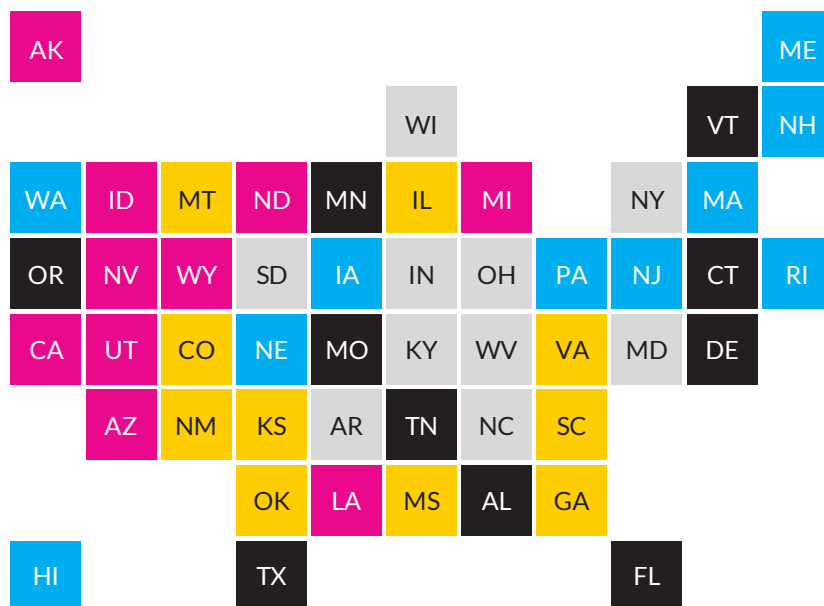 AK ME
WI VT NH
WA ID MT ND MN IL MI NY MA
OR NV WY SD IA IN OH PA NJ CT RI
CA UT CO NE MO KY WV VA MD DE
AZ NM KS AR TN NC SC
OK LA MS AL GA
HI TX FL